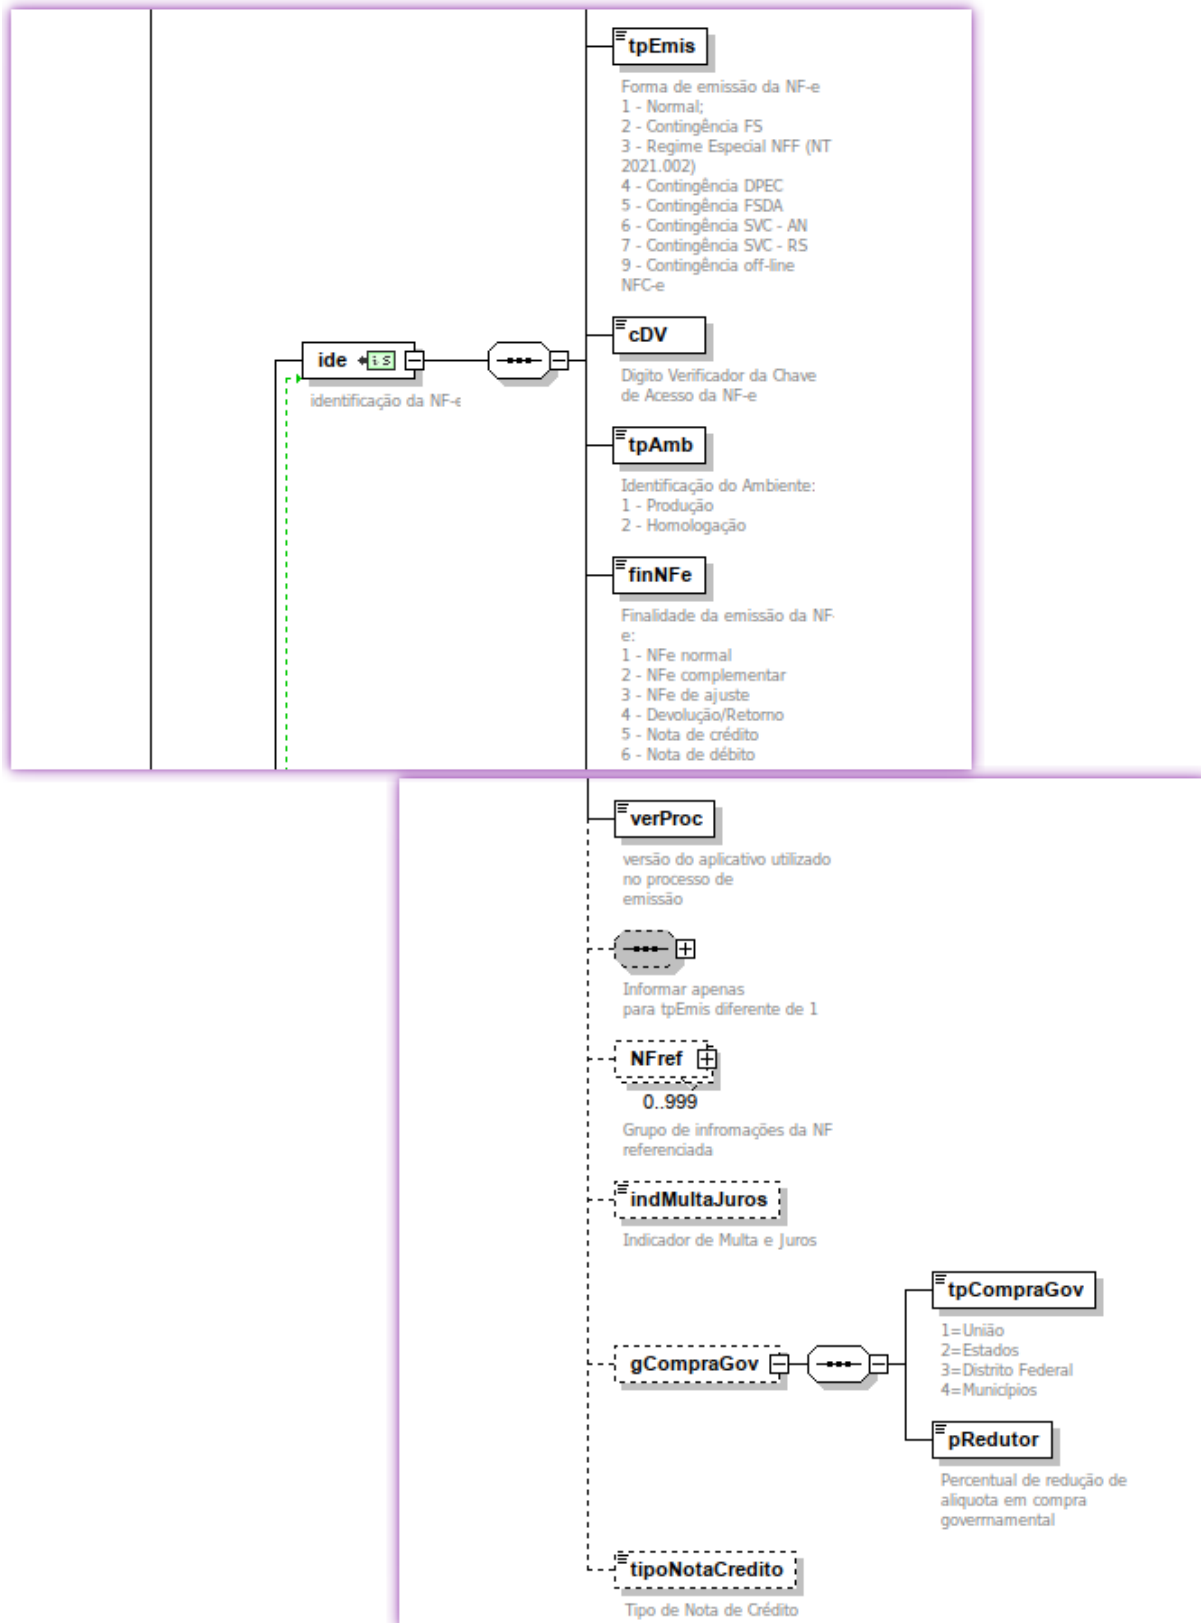 tpEmis
Forma de emissão da NF-e
1 - Normal;
2 - Contingência FS
3 - Regime Especial NFF (NT
2021.002)
4 - Contingência DPEC
5 - Contingência FSDA
6 - Contingência SVC - AN
7 - Contingência SVC - RS
9 - Contingência off-line
NFC-e
ide
is
identificação da NF-e
cDV
Digito Verificador da Chave
de Acesso da NF-e
tpAmb
Identificação do Ambiente:
1 - Produção
2 - Homologação
finNFe
Finalidade da emissão da NF-
e:
1 - NFe normal
2 - NFe complementar
3 - NFe de ajuste
4 - Devolução/Retorno
5 - Nota de crédito
6 - Nota de débito
verProc
versão do aplicativo utilizado
no processo de
emissão
Informar apenas
para tpEmis diferente de 1
NFref
0..999
Grupo de infromações da NF
referenciada
indMultaJuros
Indicador de Multa e Juros
gCompraGov
tpCompraGov
1=União
2=Estados
3=Distrito Federal
4=Municípios
pRedutor
Percentual de redução de
aliquota em compra
goverrnamental
tipoNotaCredito
Tipo de Nota de Crédito